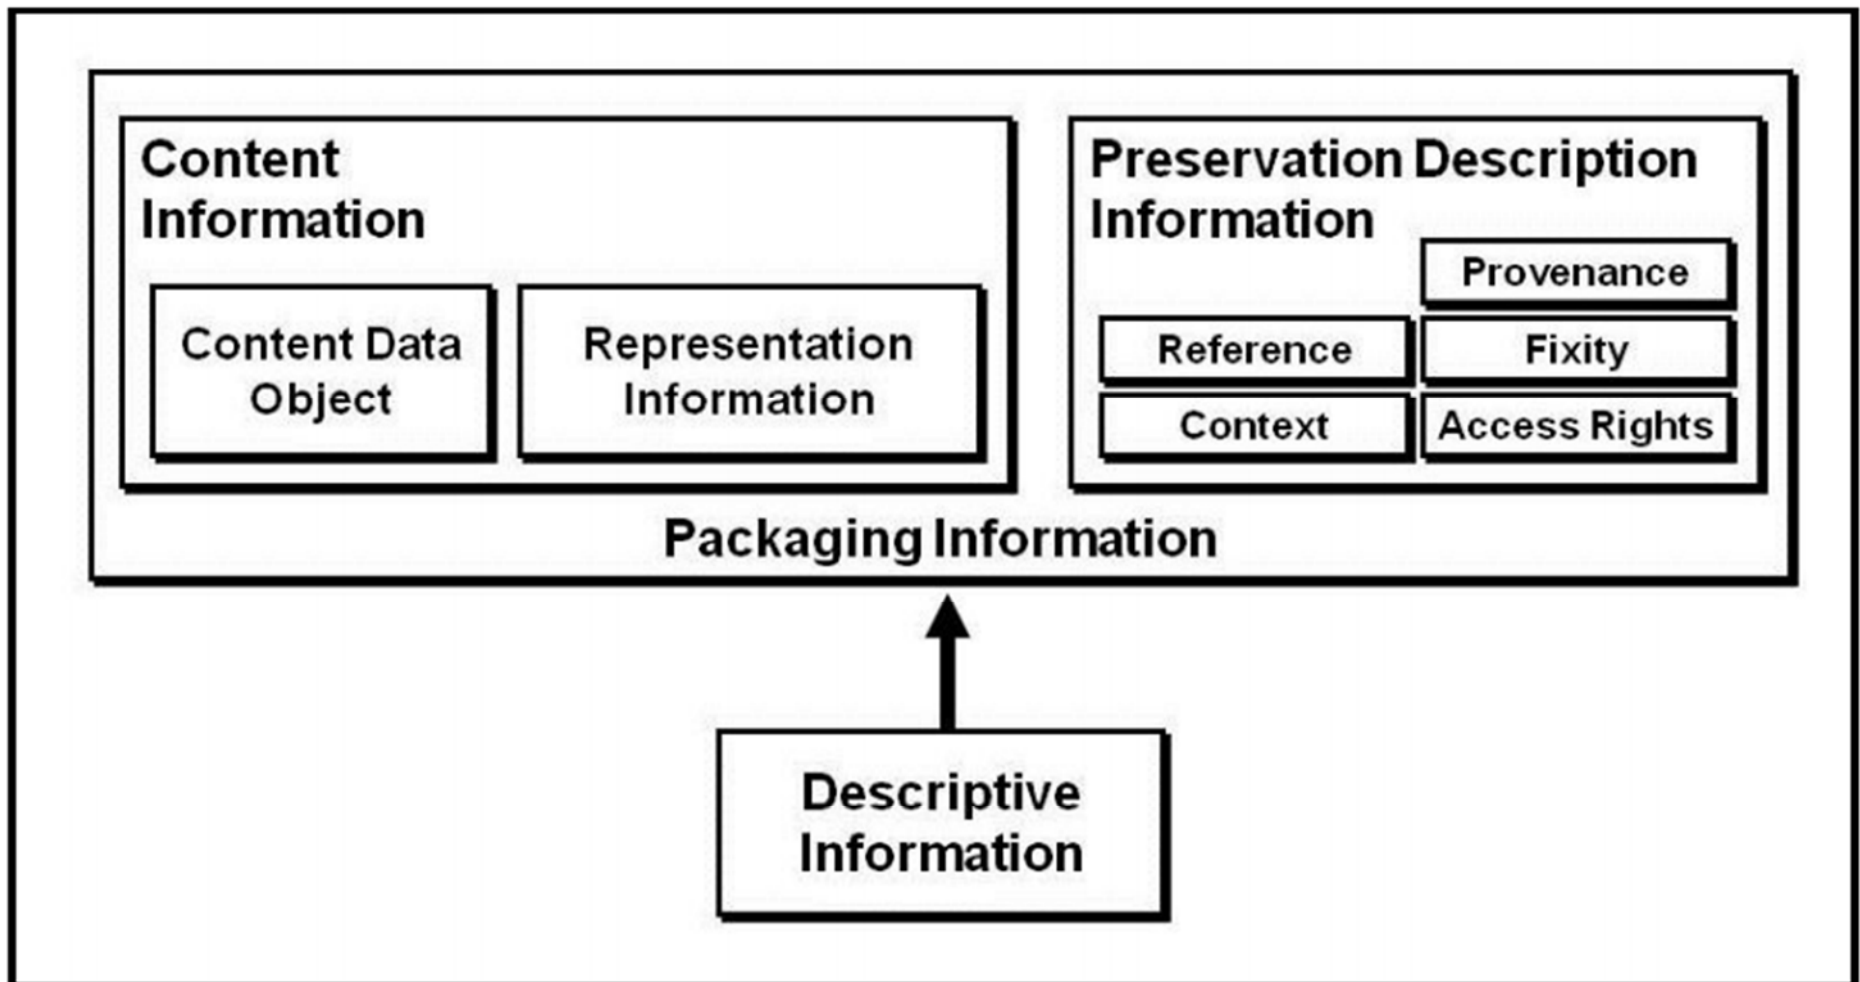 Content
Information
Content Data
Object
Representation
Information
Preservation Description
Information
Provenance
Reference
Fixity
Context
Access Rights
Packaging Information
Descriptive
Information